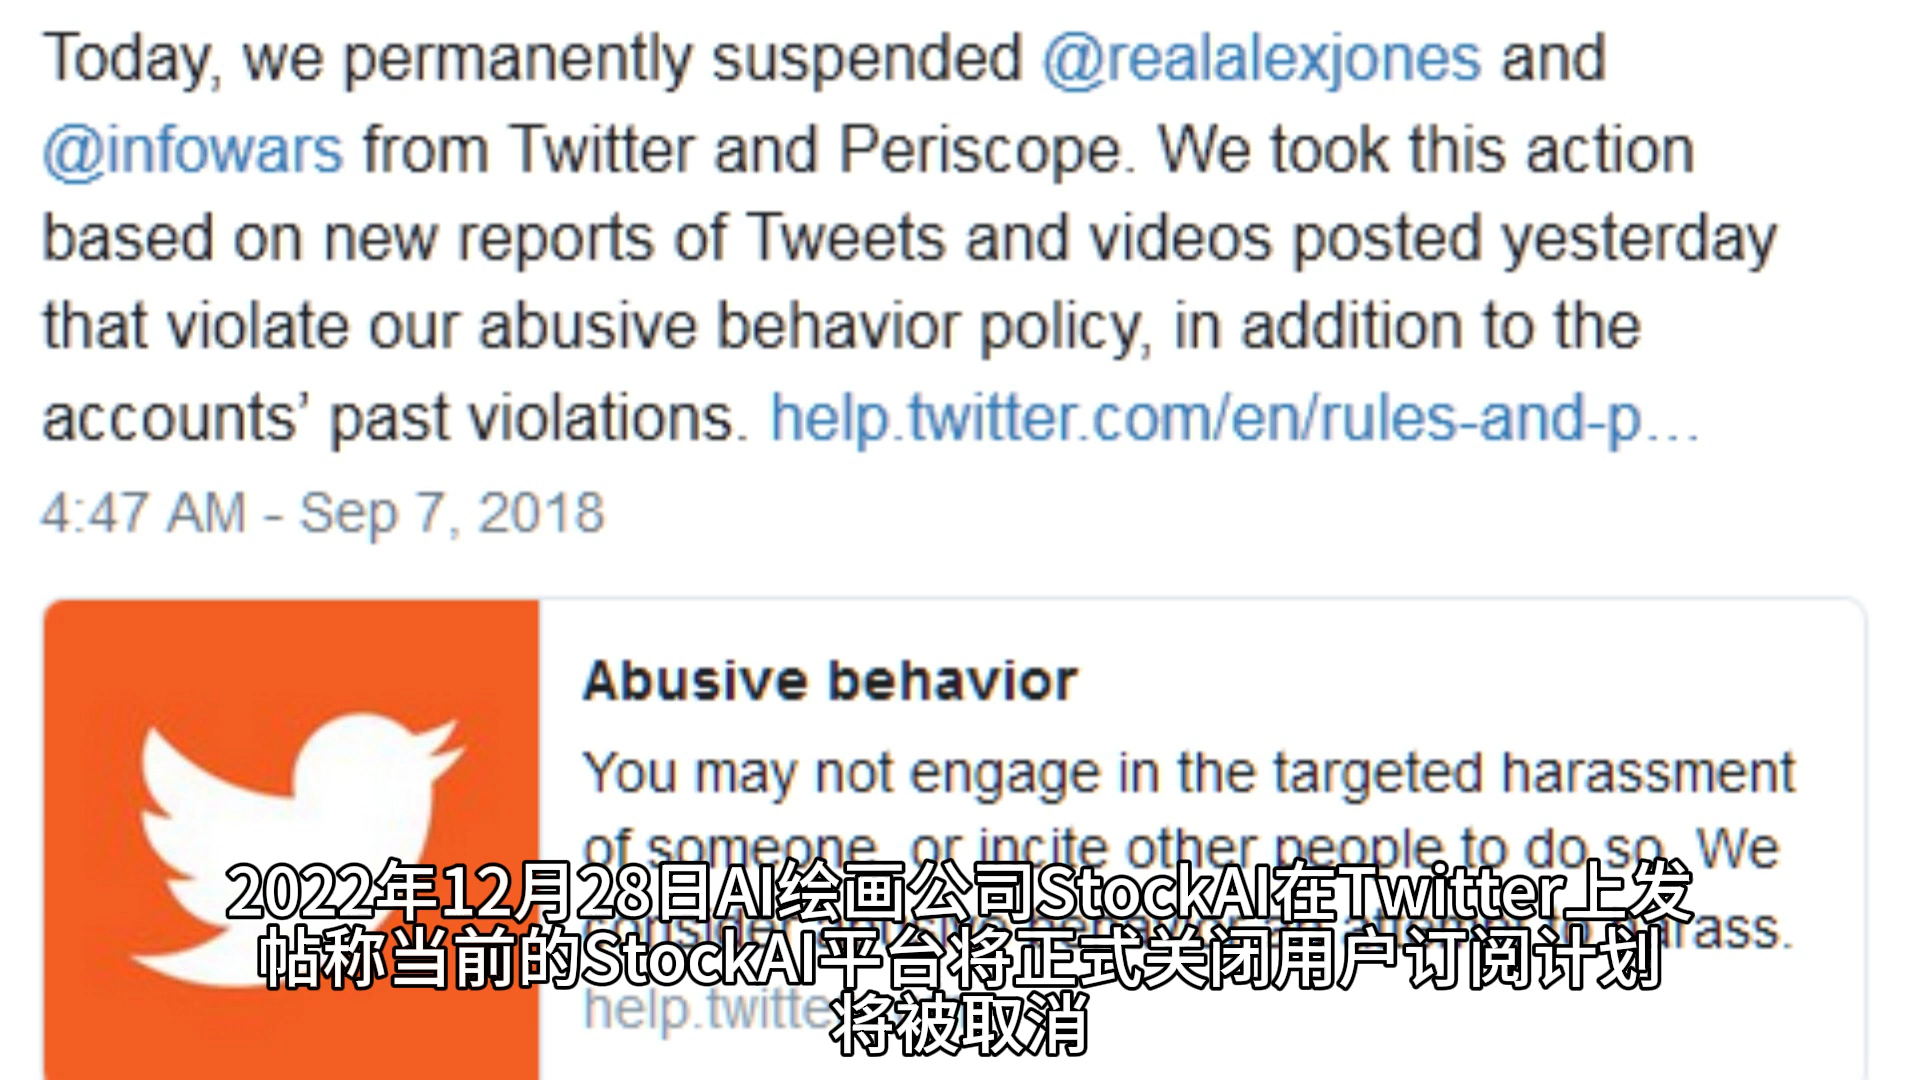 Today, we permanently suspended @realalexjones and
@infowars from Twitter and Periscope. We took this action
based on new reports of Tweets and videos posted yesterday
that violate our abusive behavior policy, in addition to the
accounts’ past violations. help.twitter.com/en/rules-and-p…
4:47 AM - Sep 7, 2018
Abusive behavior
You may not engage in the targeted harassment
of someone, or incite other people to do so. We
rass.
help.twitte
2022年12月28日AI绘画公司StockAI在Twitter上发
帖称当前的StockAI平台将正式关闭用户订阅计划
将被取消